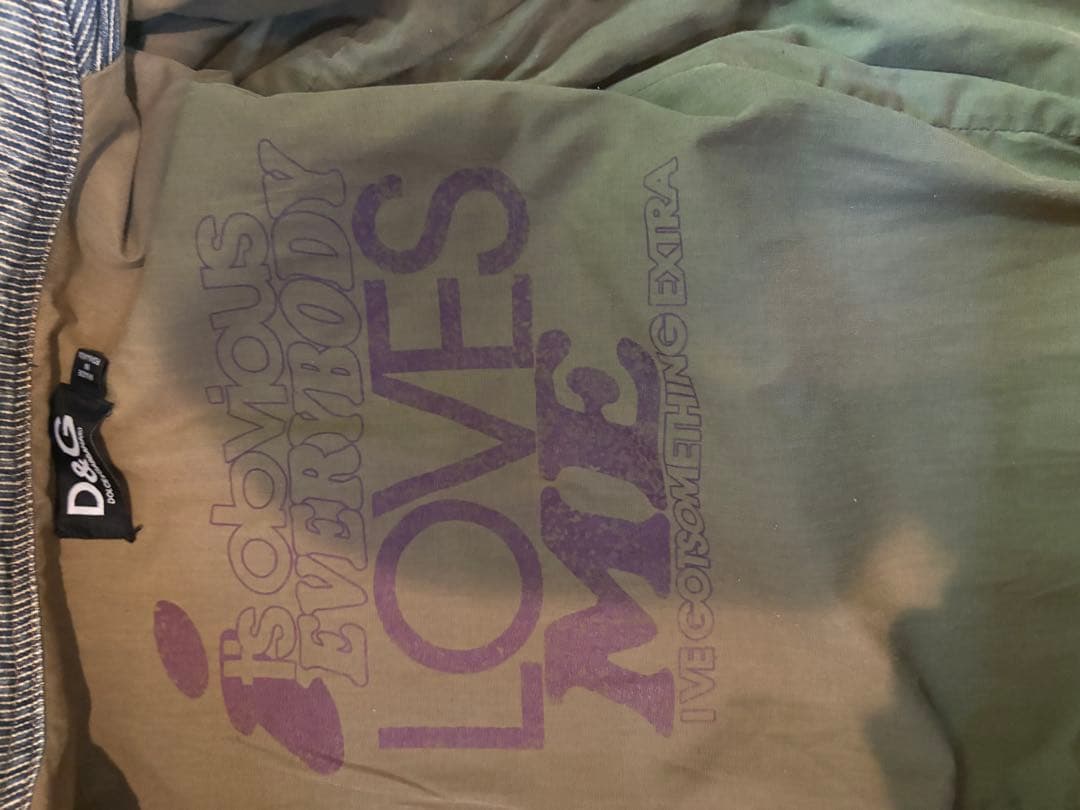 D&G
iT'S ObViOUS
EVERYBODY
LOVES
ME
I'VE GOT SOMETHING EXTRA